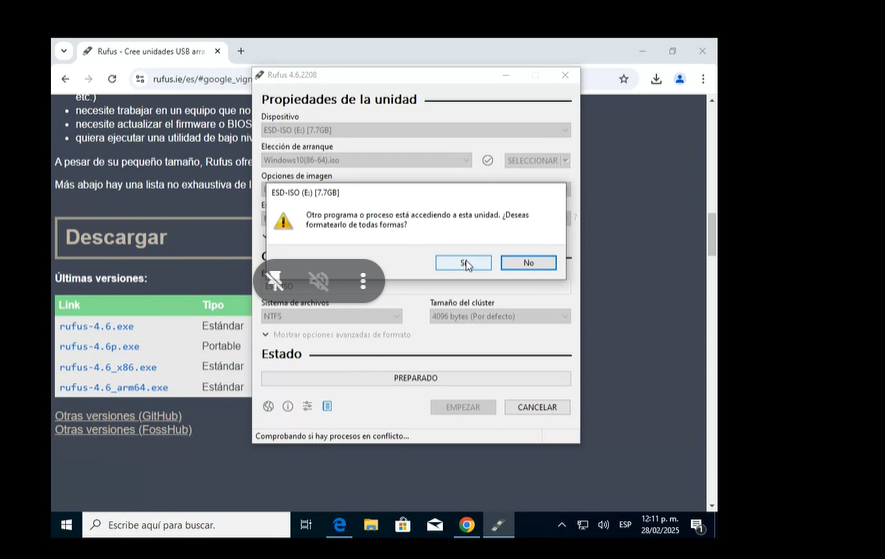 Rufus - Cree unidades USB arra
rufus.ie/es/#google_vign
etc.)
necesite trabajar en un equipo que no
necesite actualizar el firmware o BIOS
quiera ejecutar una utilidad de bajo niv
A pesar de su pequeño tamaño, Rufus ofre
Más abajo hay una lista no exhaustiva de l
Descargar
Últimas versiones:
Link Tipo
rufus-4.6.exe Estándar
rufus-4.6p.exe Portable
rufus-4.6_x86.exe Estándar
rufus-4.6_arm64.exe Estándar
Otras versiones (GitHub)
Otras versiones (FossHub)
Rufus 4.6.2208
Propiedades de la unidad
Dispositivo
ESD-ISO (E:) [7.7GB]
Elección de arranque
Windows10(86-64).iso
SELECCIONAR
Opciones de imagen
ESD-ISO (E:) [7.7GB]
Otro programa o proceso está accediendo a esta unidad. ¿Deseas
formatearlo de todas formas?
No
Sistema de archivos Tamaño del clúster
NTFS 4096 bytes (Por defecto)
Mostrar opciones avanzadas de formato
Estado
PREPARADO
EMPEZAR CANCELAR
Comprobando si hay procesos en conflicto...
Escribe aquí para buscar.
ESP
12:11 p. m.
28/02/2025
1